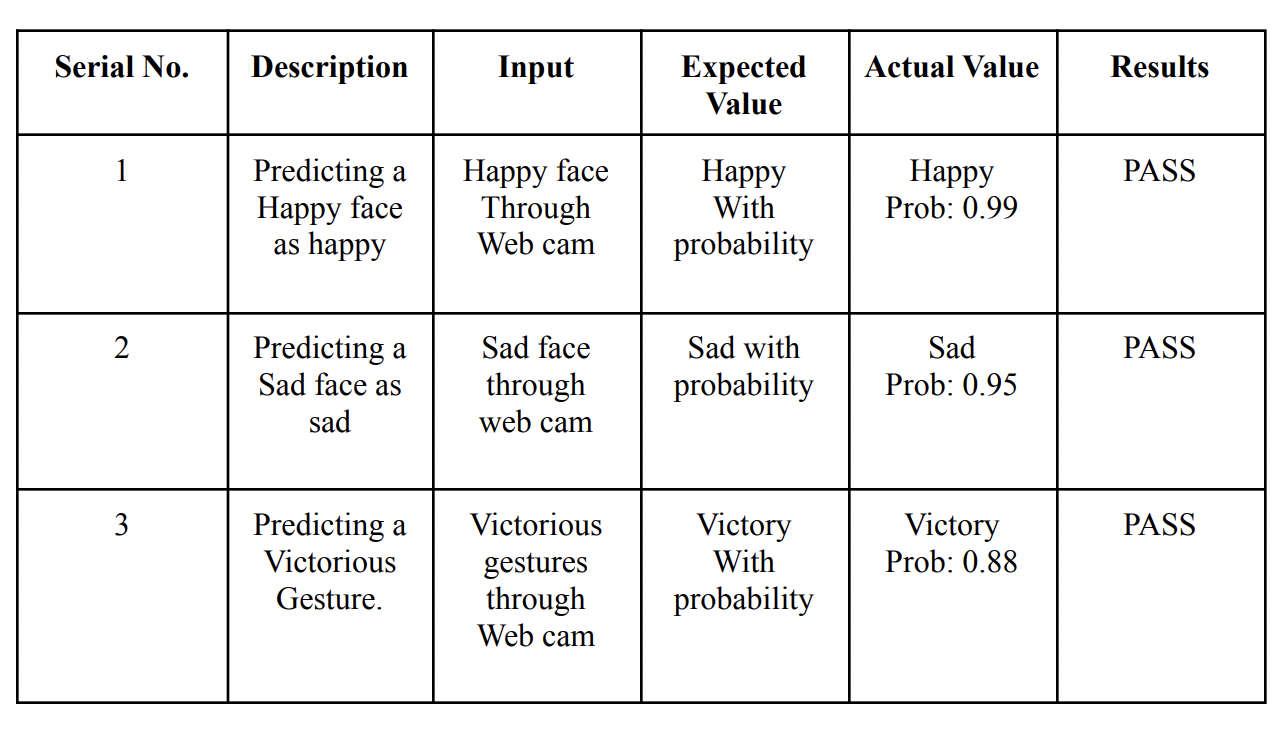 Serial No. Description Input Expected Value Actual Value Results
1 Predicting a Happy face as happy Happy face Through Web cam Happy With probability Happy Prob: 0.99 PASS
2 Predicting a Sad face as sad Sad face through web cam Sad with probability Sad Prob: 0.95 PASS
3 Predicting a Victorious Gesture. Victorious gestures through Web cam Victory With probability Victory Prob: 0.88 PASS